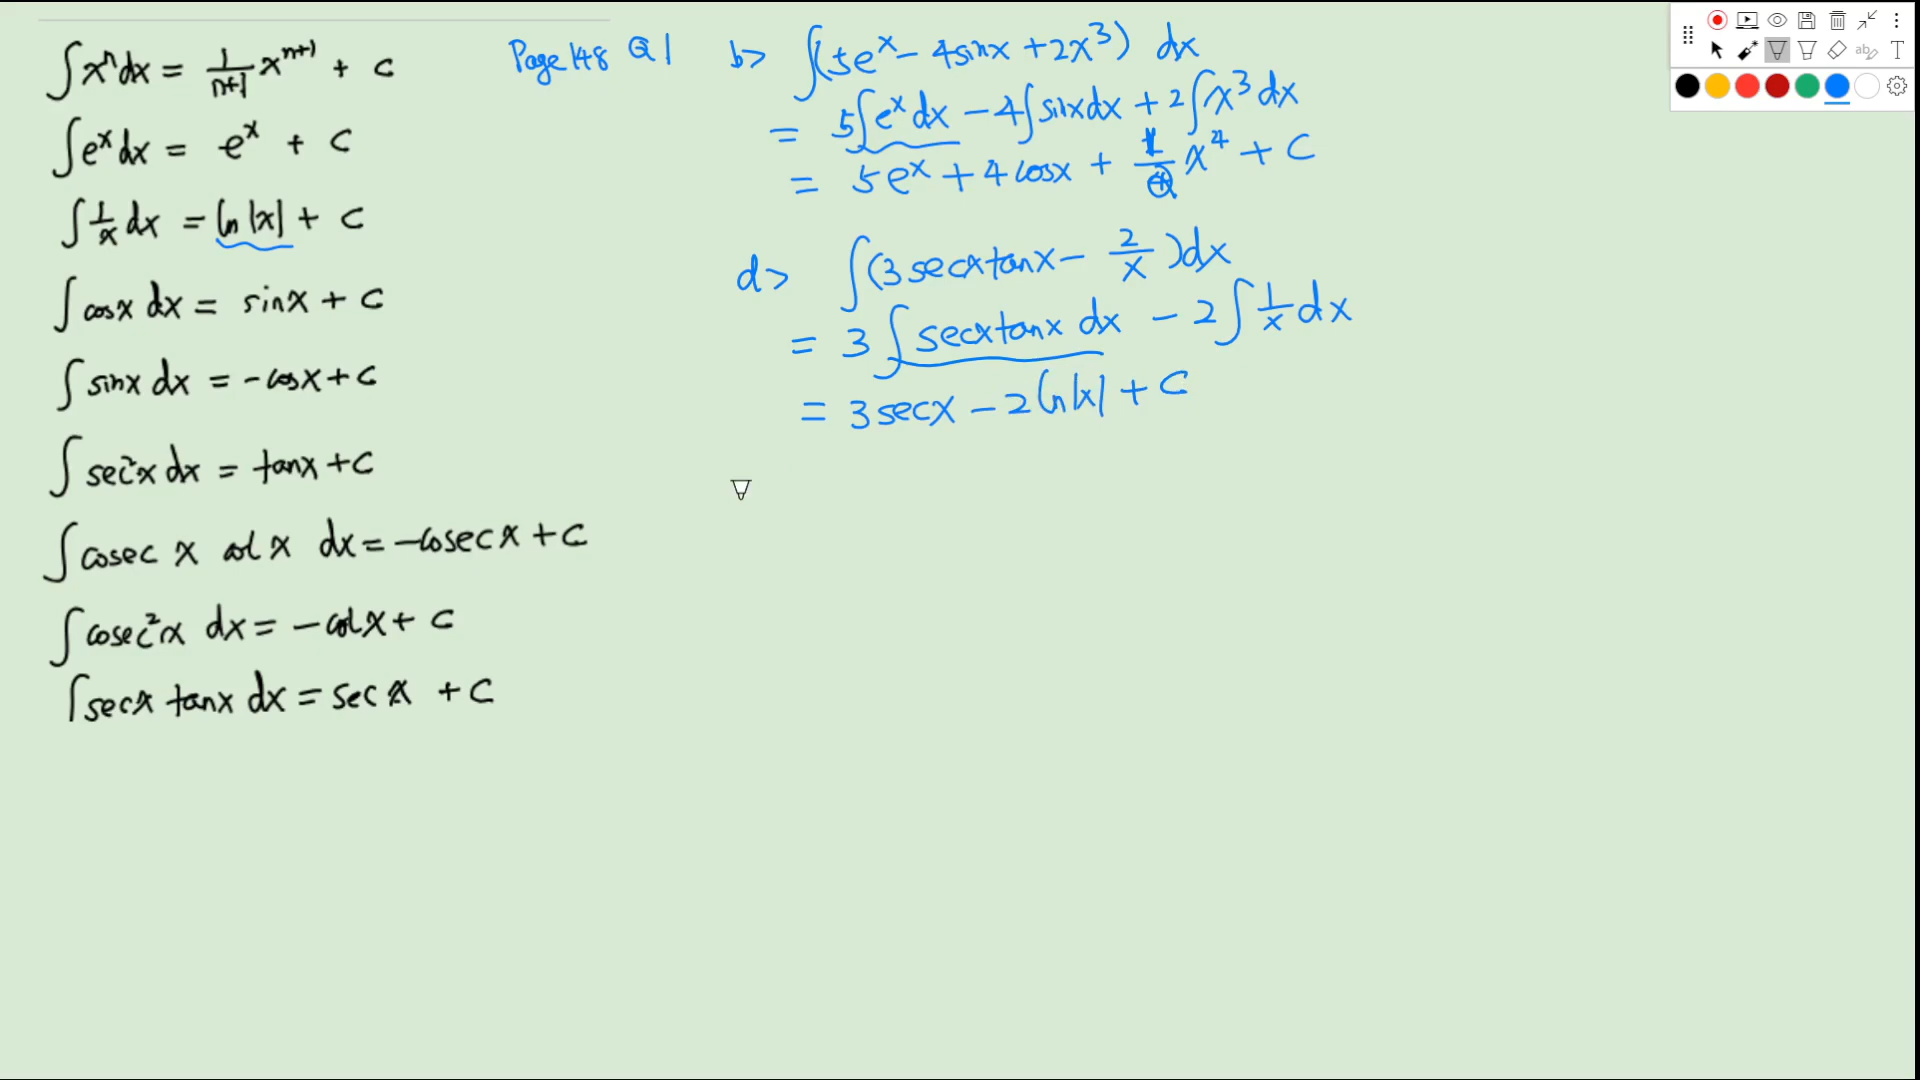 ∫xⁿdx = 1/(n+1) xⁿ⁺¹ + c
∫eˣdx = eˣ + c
∫1/x dx = ln|x| + c
∫cosx dx = sinx + c
∫sinx dx = -cosx + c
∫sec²x dx = tanx + c
∫cosec x cot x dx = -cosec x + c
∫cosec²x dx = -cot x + c
∫secx tanx dx = sec x + c
Page 148 Q1
b> ∫(5eˣ - 4sinx + 2x³) dx
= 5∫eˣ dx - 4∫sinxdx + 2∫x³dx
= 5eˣ + 4cosx + 1/2 x⁴ + C
d> ∫(3secxtanx - 2/x)dx
= 3∫secxtanx dx - 2∫1/x dx
= 3secx - 2ln|x| + C
ab
T